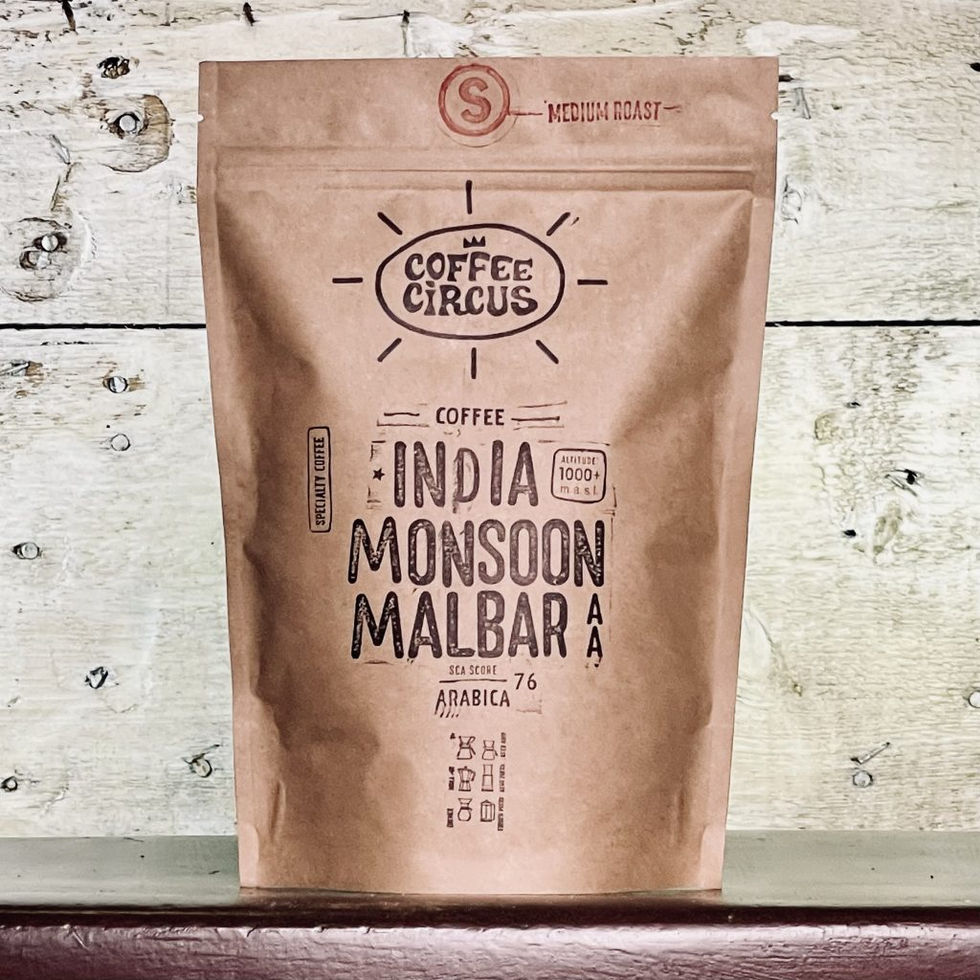 S
MEDIUM ROAST
COFFEE
CiRCUS
COFFEE
SPECIALTY COFFEE
INDIA
ALTITUDE
1000+
m.a.s.l.
MONSOON
MALBAR AA
SCA SCORE
76
ARABICA